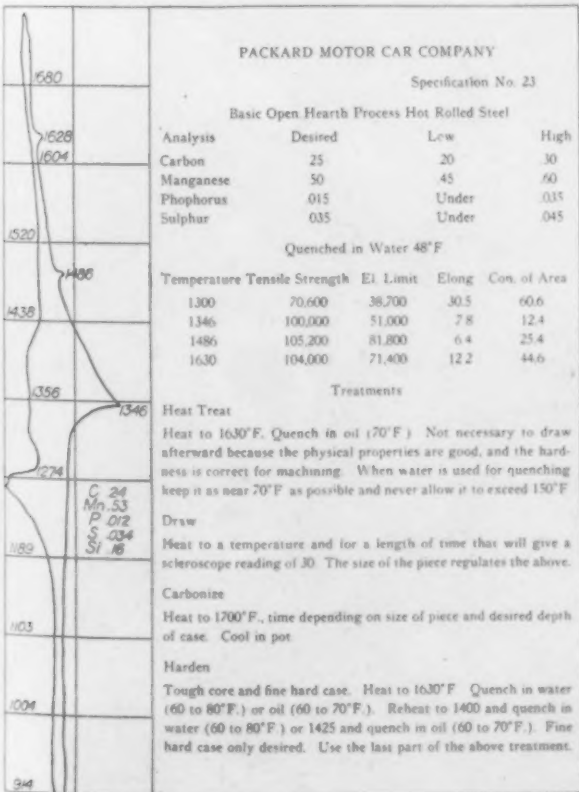 PACKARD MOTOR CAR COMPANY
Specification No. 23
Basic Open Hearth Process Hot Rolled Steel
Analysis Desired Low High
Carbon 25 20 30
Manganese 50 45 .60
Phophorus .015 Under .035
Sulphur .035 Under .045
Quenched in Water 48°F
Temperature Tensile Strength El. Limit Elong Con. of Area
1300 70,600 38,700 30.5 60.6
1346 100,000 51,000 7.8 12.4
1486 105,200 81,800 6.4 25.4
1630 104,000 71,400 12.2 44.6
Treatments
Heat Treat
Heat to 1630°F. Quench in oil (70°F.) Not necessary to draw
afterward because the physical properties are good, and the hard-
ness is correct for machining. When water is used for quenching
keep it as near 70°F as possible and never allow it to exceed 150°F
Draw
Heat to a temperature and for a length of time that will give a
scleroscope reading of 30. The size of the piece regulates the above.
Carbonize
Heat to 1700°F., time depending on size of piece and desired depth
of case. Cool in pot
Harden
Tough core and fine hard case. Heat to 1630°F Quench in water
(60 to 80°F.) or oil (60 to 70°F.). Reheat to 1400 and quench in
water (60 to 80°F.) or 1425 and quench in oil (60 to 70°F.). Fine
hard case only desired. Use the last part of the above treatment.
1680
1628
1604
1520
1486
1438
1356
1346
1274
C .24
Mn .53
P .012
S .034
Si .16
1189
1103
1004
914